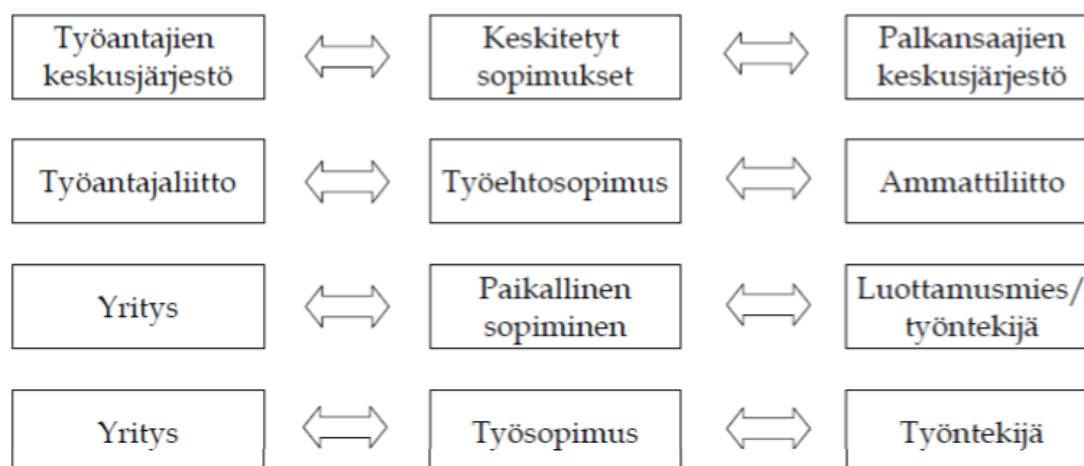 Työantajien
keskusjärjestö
Keskitetyt
sopimukset
Palkansaajien
keskusjärjestö
Työantajaliitto
Työehtosopimus
Ammattiliitto
Yritys
Paikallinen
sopiminen
Luottamusmies/
työntekijä
Yritys
Työsopimus
Työntekijä